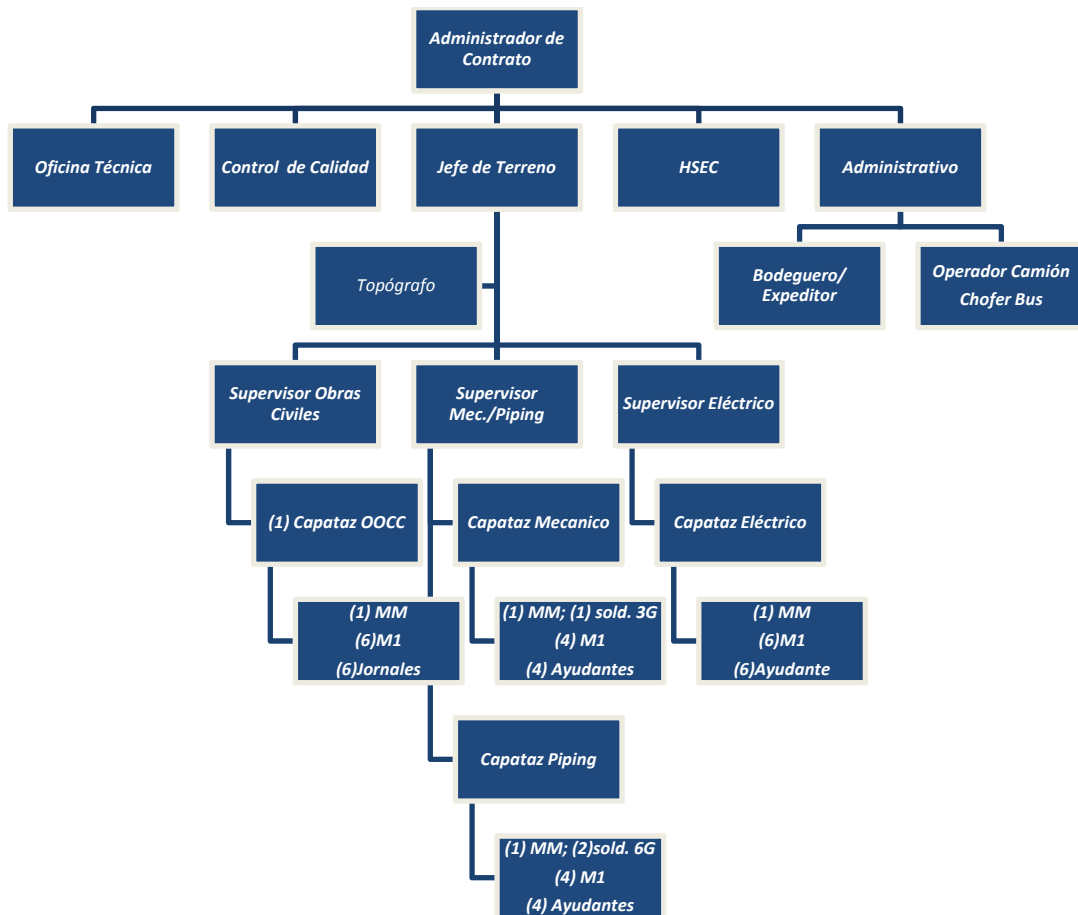 Administrador de
Contrato
Oficina Técnica
Control de Calidad
Jefe de Terreno
HSEC
Administrativo
Topógrafo
Bodeguero/
Expeditor
Operador Camión
Chofer Bus
Supervisor Obras
Civiles
Supervisor
Mec./Piping
Supervisor Eléctrico
(1) Capataz OOCC
Capataz Mecanico
Capataz Eléctrico
(1) MM
(6)M1
(6)Jornales
(1) MM; (1) sold. 3G
(4) M1
(4) Ayudantes
(1) MM
(6)M1
(6)Ayudante
Capataz Piping
(1) MM; (2)sold. 6G
(4) M1
(4) Ayudantes